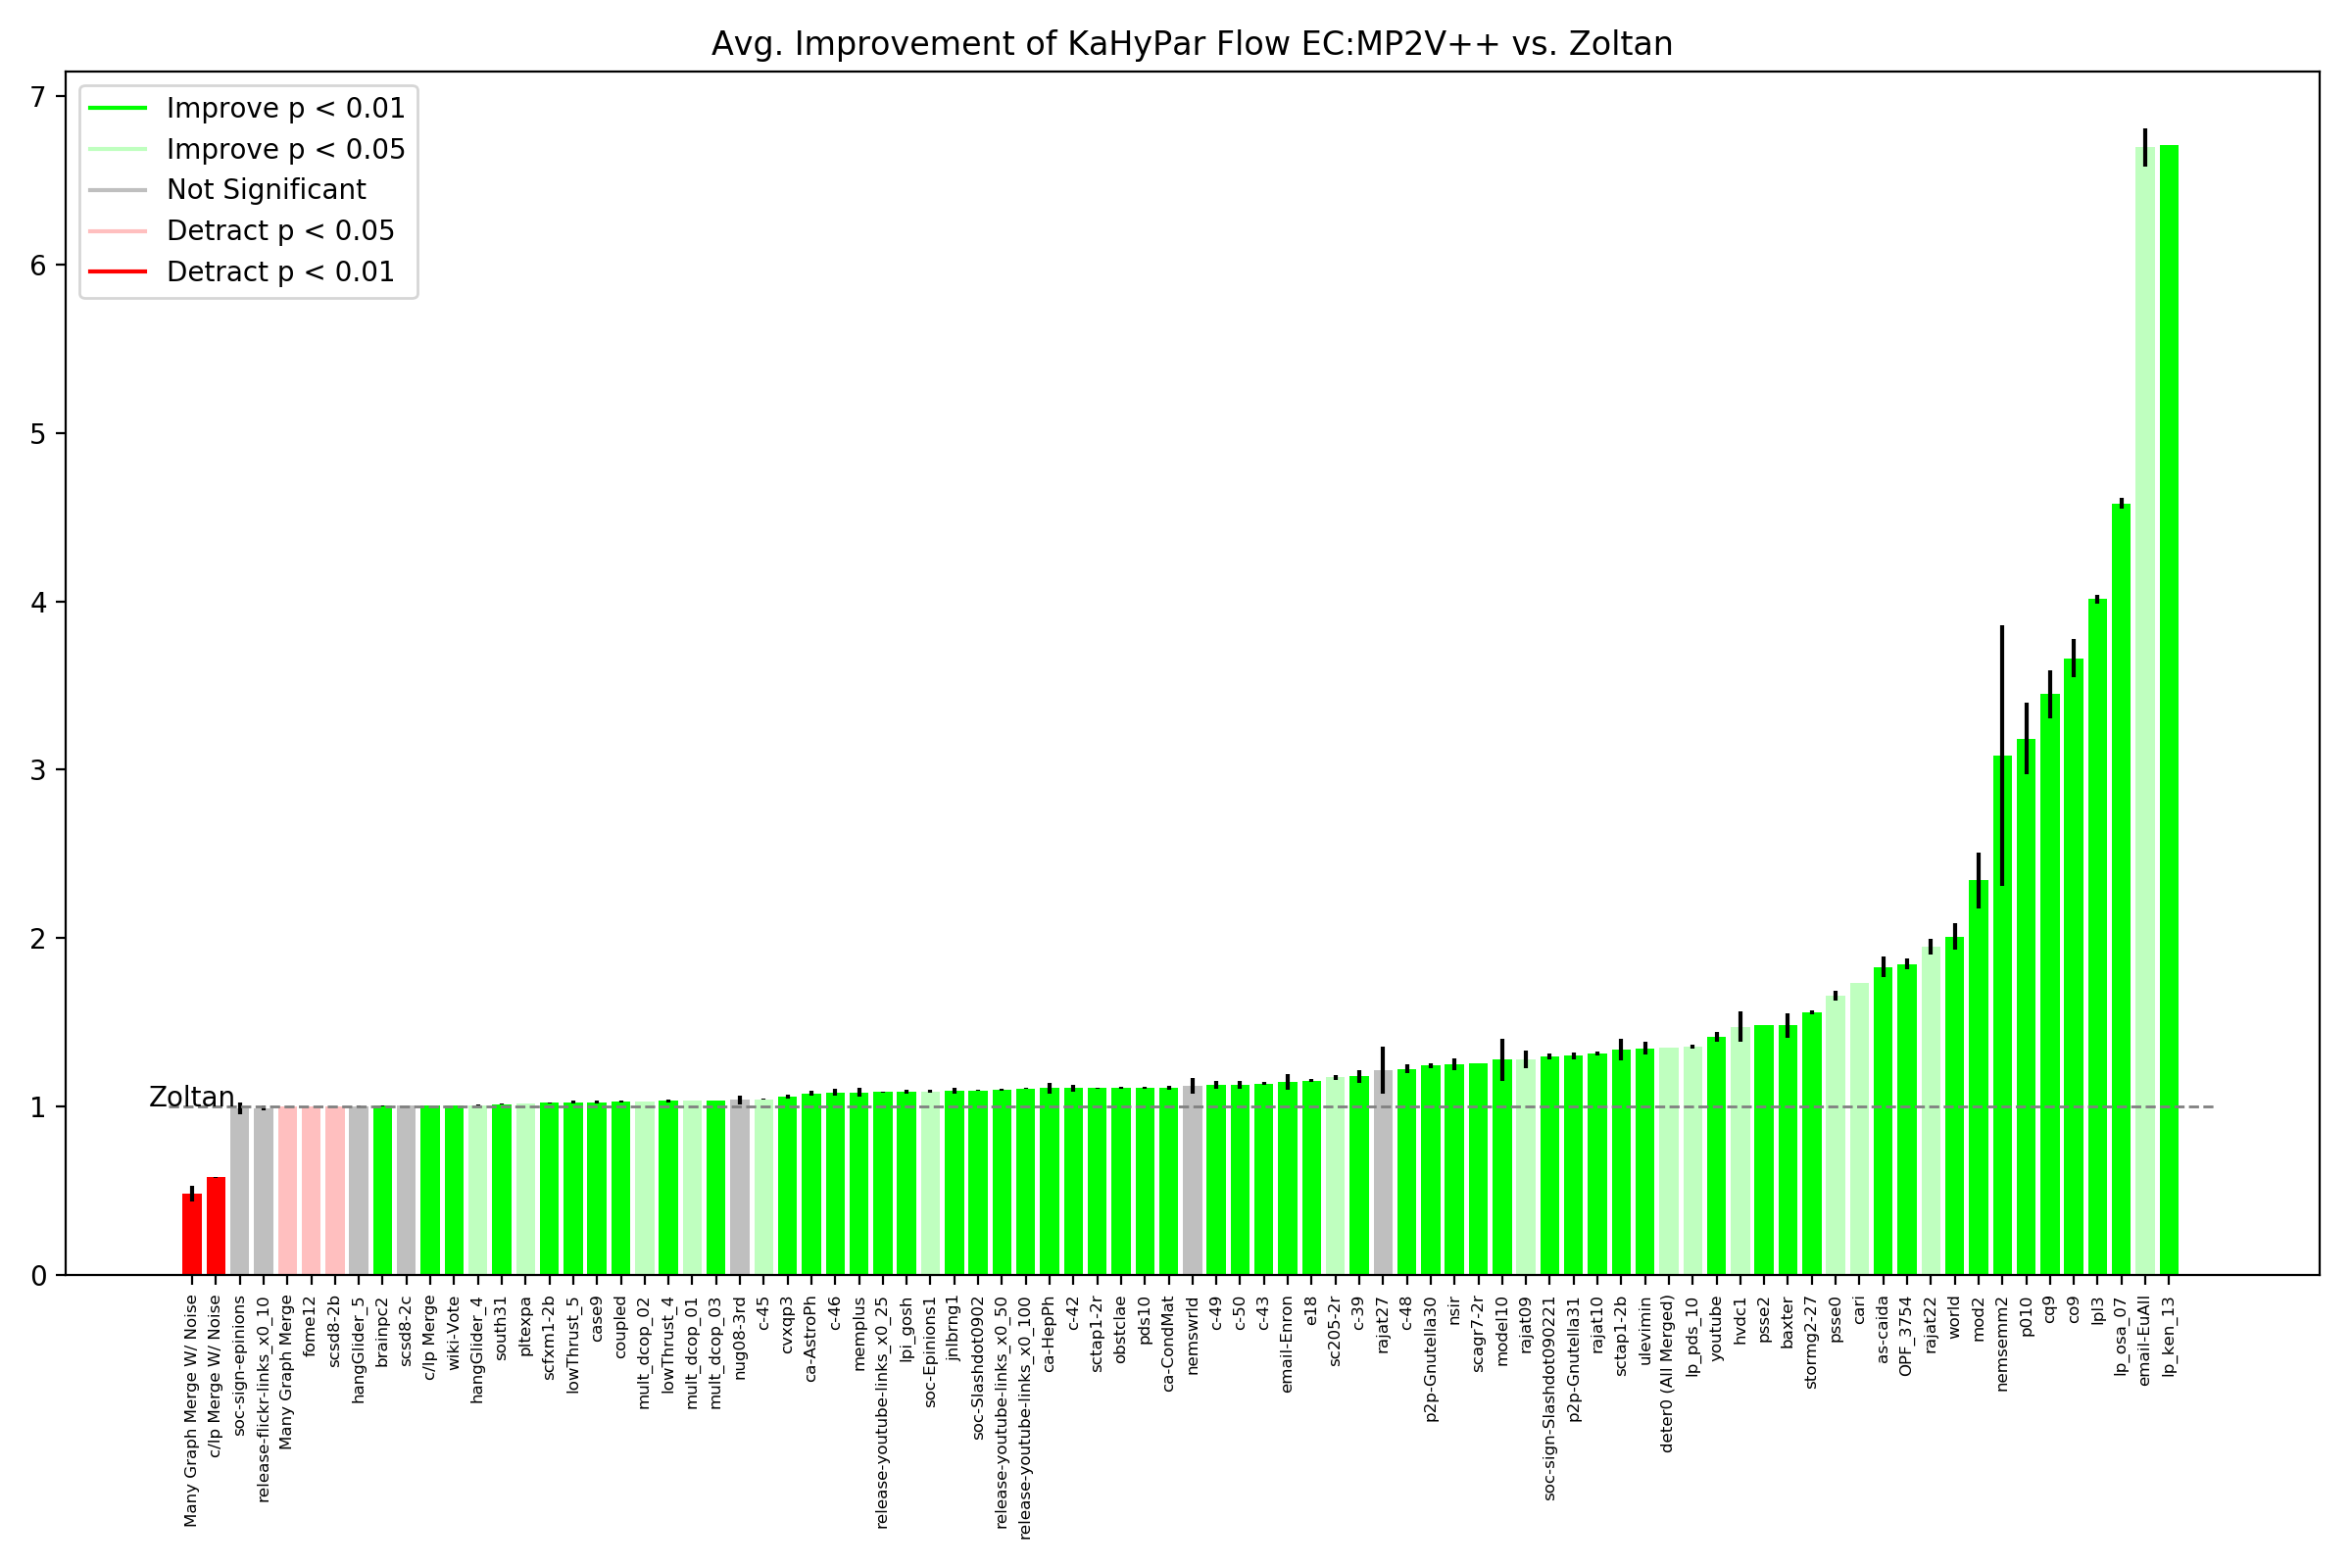 Avg. Improvement of KaHyPar Flow EC:MP2V++ vs. Zoltan
Improve p < 0.01
Improve p < 0.05
Not Significant
Detract p < 0.05
Detract p < 0.01
7
6
5
4
3
2
1
0
Zoltan
Many Graph Merge W/ Noise
c/lp Merge W/ Noise
soc-sign-epinions
release-flickr-links_x0_10
Many Graph Merge
fome12
scsd8-2b
hangGlider_5
brainpc2
scsd8-2c
c/lp Merge
wiki-Vote
hangGlider_4
south31
pltexpa
scfxm1-2b
lowThrust_5
case9
coupled
mult_dcop_02
lowThrust_4
mult_dcop_01
mult_dcop_03
nug08-3rd
c-45
cvxqp3
ca-AstroPh
c-46
memplus
release-youtube-links_x0_25
lpi_gosh
soc-Epinions1
jnlbrng1
soc-Slashdot0902
release-youtube-links_x0_50
release-youtube-links_x0_100
ca-HepPh
c-42
sctap1-2r
obstclae
pds10
ca-CondMat
nemswrld
c-49
c-50
c-43
email-Enron
e18
sc205-2r
c-39
rajat27
c-48
p2p-Gnutella30
nsir
scagr7-2r
model10
rajat09
soc-sign-Slashdot090221
p2p-Gnutella31
rajat10
sctap1-2b
ulevimin
deter0 (All Merged)
lp_pds_10
youtube
hvdc1
psse2
baxter
stormg2-27
psse0
cari
as-caida
OPF_3754
rajat22
world
mod2
nemsemm2
p010
cq9
co9
lpl3
lp_osa_07
email-EuAll
lp_ken_13